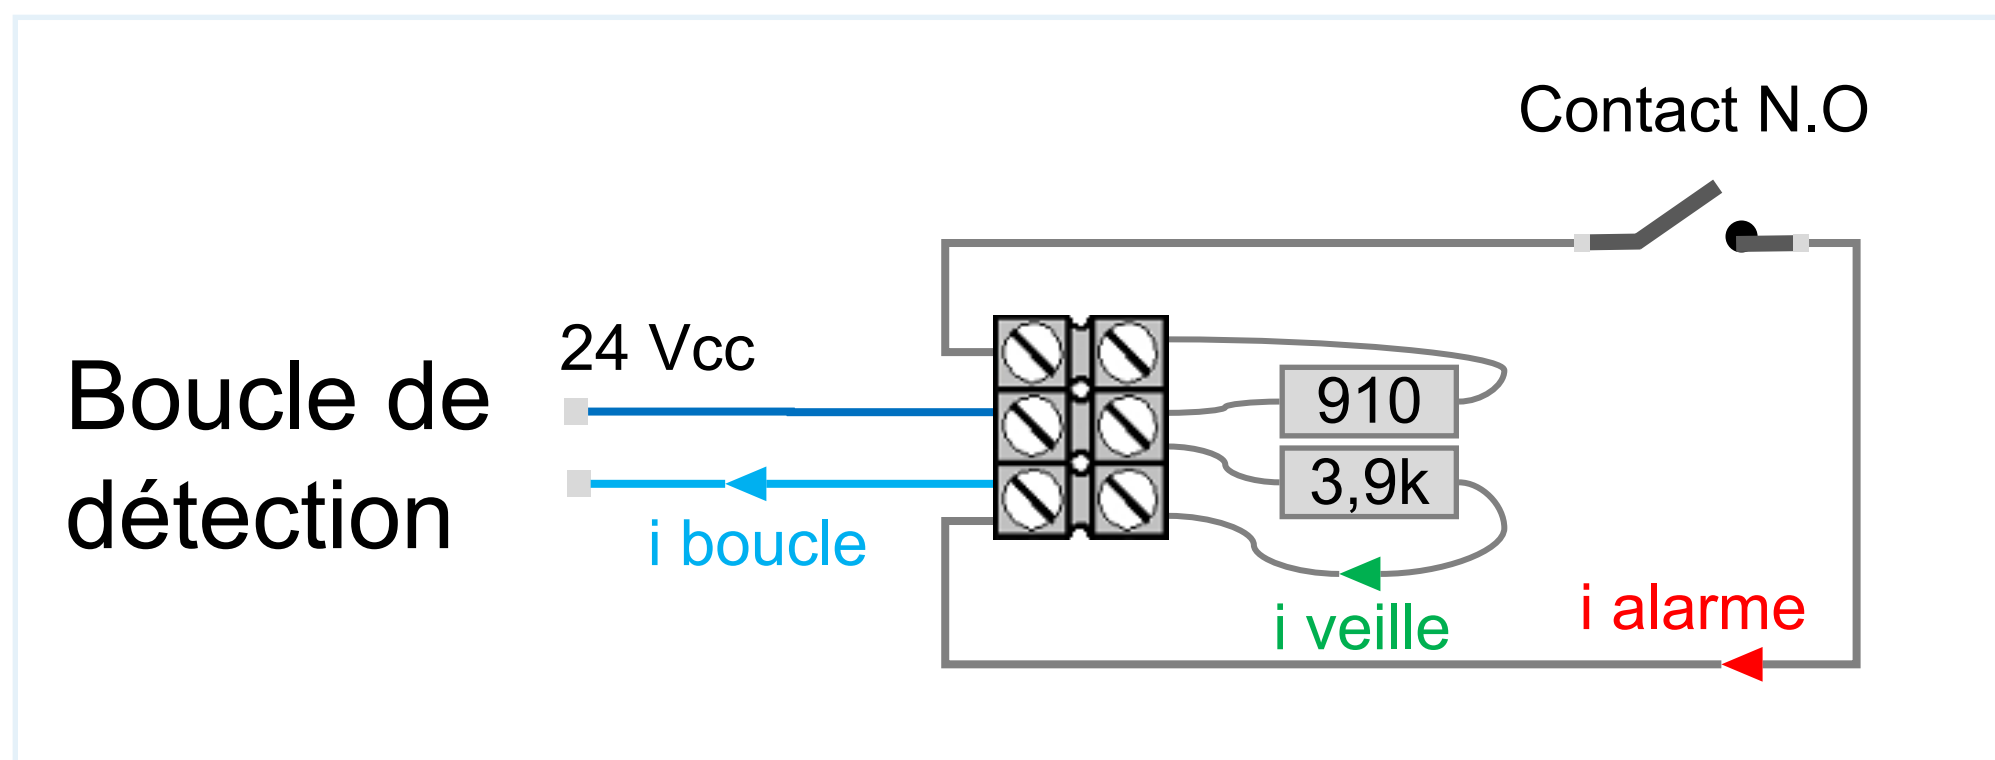 Contact N.O
24 Vcc
Boucle de
détection
910
3,9k
i boucle
i veille
i alarme